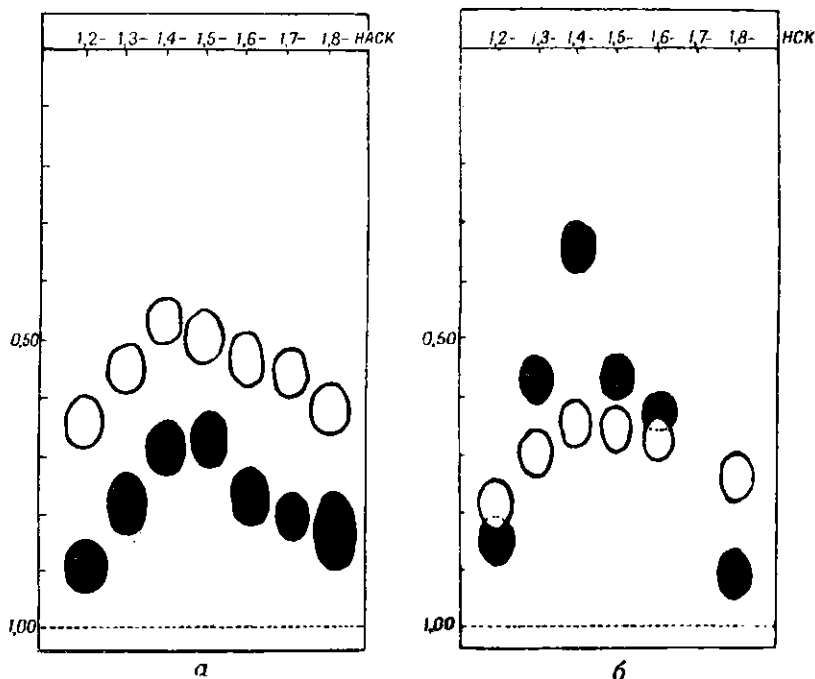 1,2- 1,3- 1,4- 1,5- 1,6- 1,7- 1,8- НАСК
0,50
1,00
а
1,2- 1,3- 1,4- 1,5- 1,6- 1,7- 1,8- НСК
0,50
1,00
б